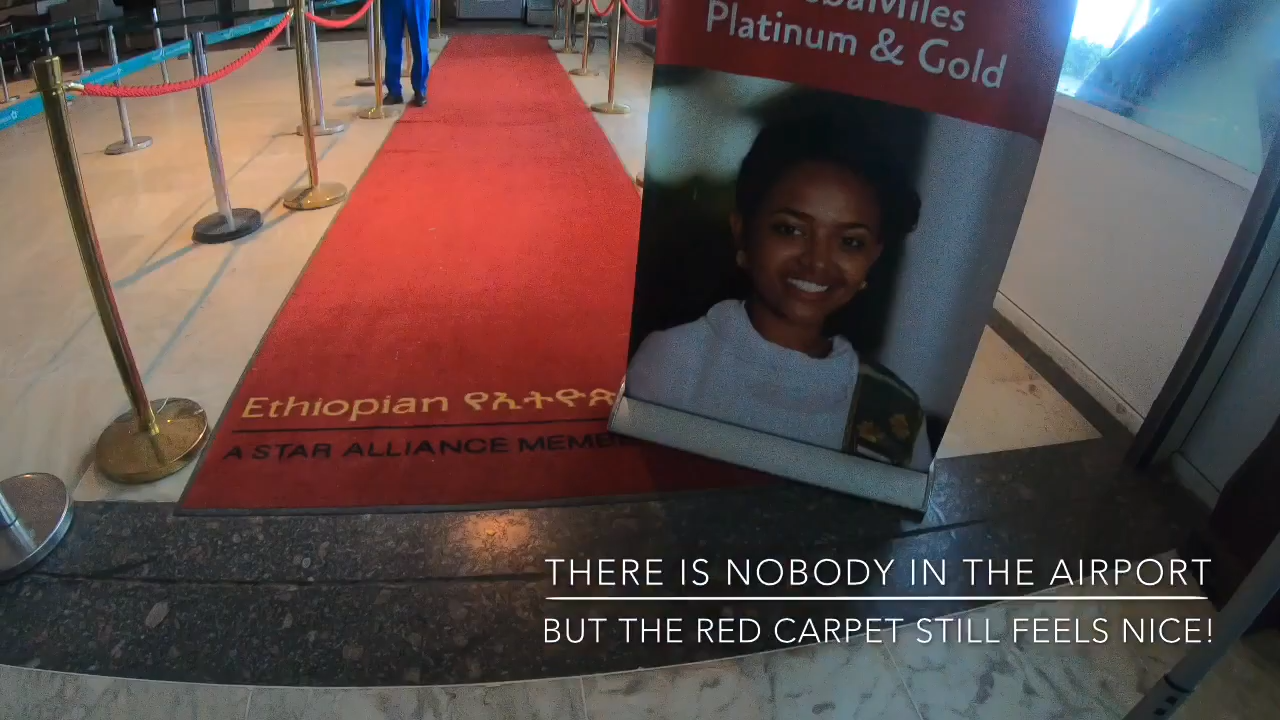 Platinum & Gold
Ethiopian
A STAR ALLIANCE
THERE IS NOBODY IN THE AIRPORT
BUT THE RED CARPET STILL FEELS NICE!